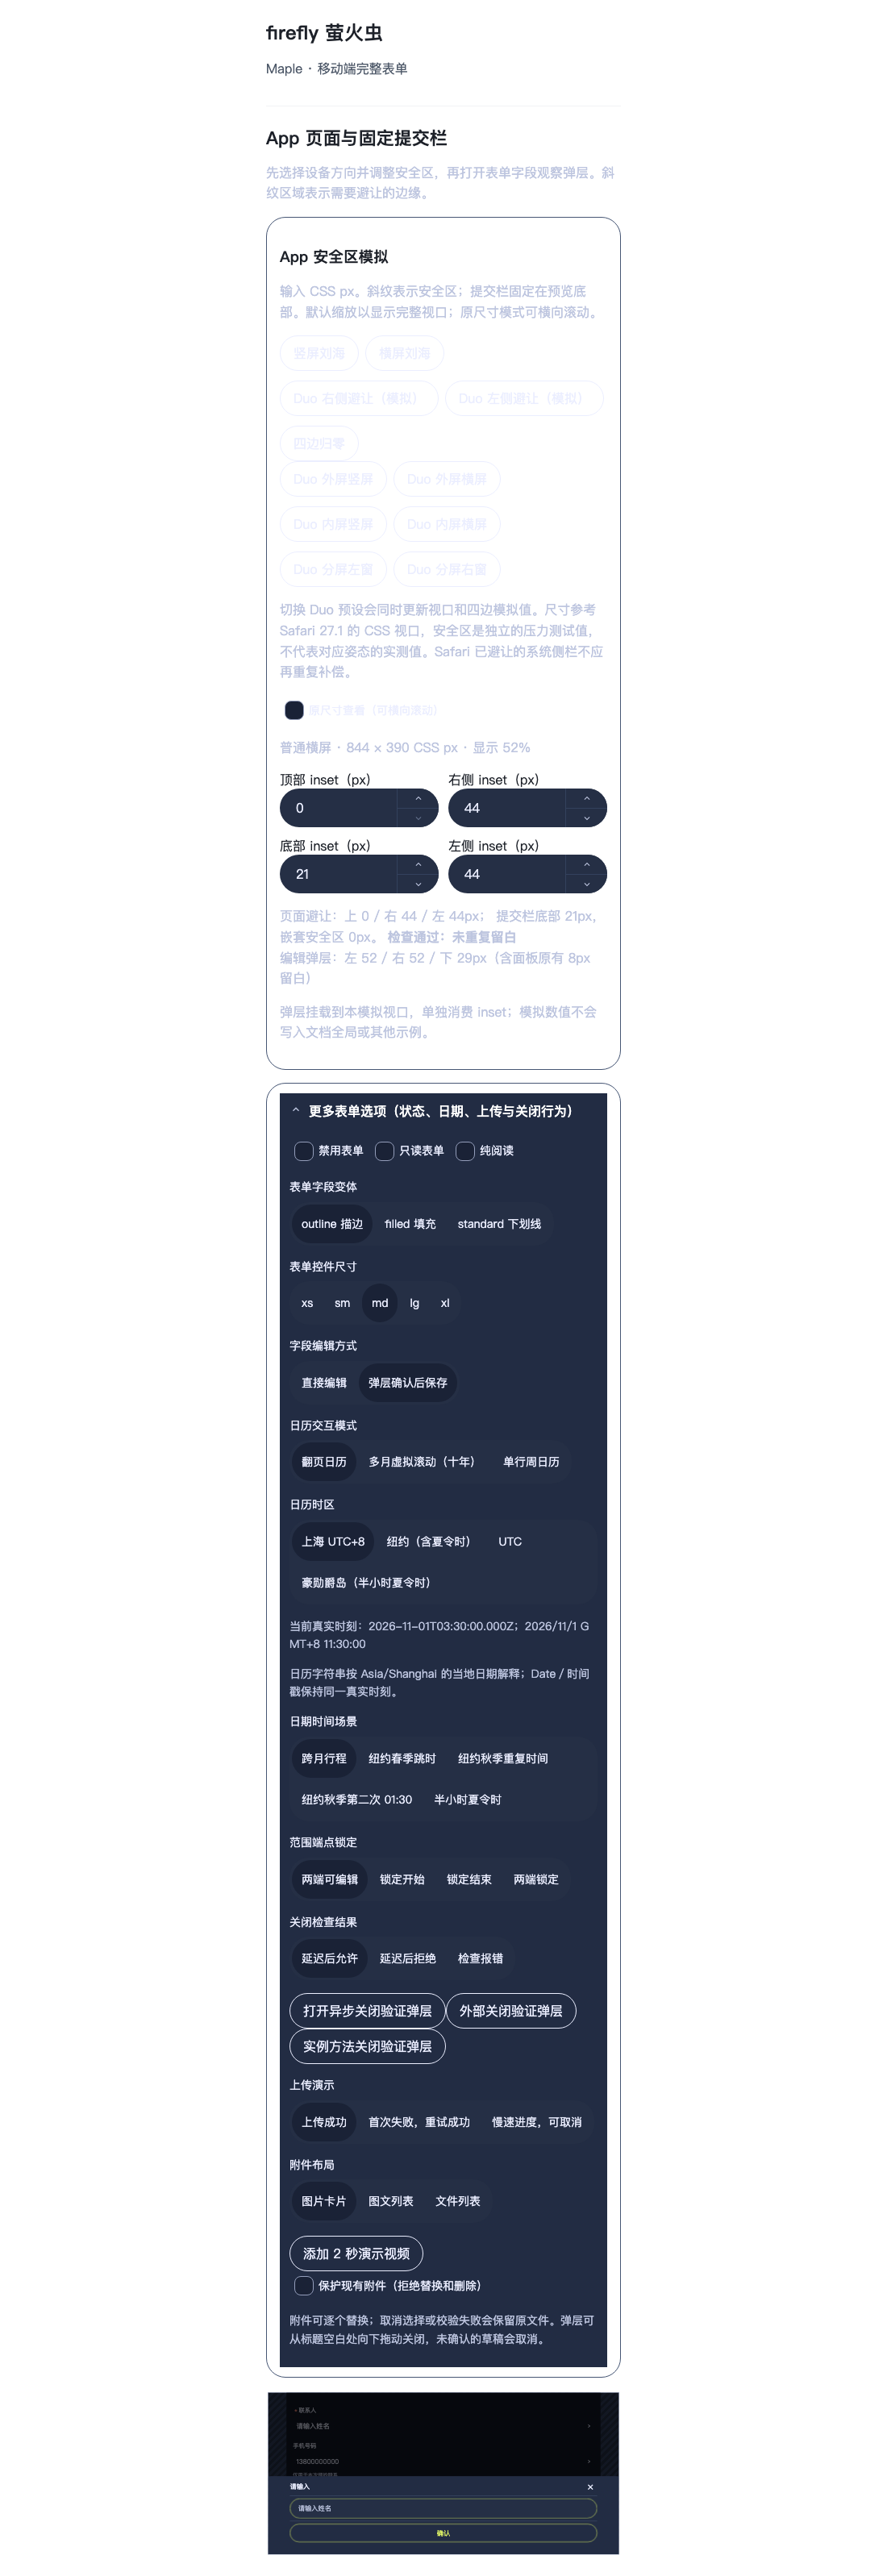 firefly 萤火虫
Maple · 移动端完整表单
App 页面与固定提交栏
先选择设备方向并调整安全区，再打开表单字段观察弹层。斜
纹区域表示需要避让的边缘。
App 安全区模拟
输入 CSS px。斜纹表示安全区；提交栏固定在预览底
部。默认缩放以显示完整视口；原尺寸模式可横向滚动。
竖屏刘海 横屏刘海
Duo 右侧避让（模拟） Duo 左侧避让（模拟）
四边归零
Duo 外屏竖屏 Duo 外屏横屏
Duo 内屏竖屏 Duo 内屏横屏
Duo 分屏左窗 Duo 分屏右窗
切换 Duo 预设会同时更新视口和四边模拟值。尺寸参考
Safari 27.1 的 CSS 视口，安全区是独立的压力测试值，
不代表对应姿态的实测值。Safari 已避让的系统侧栏不应
再重复补偿。
原尺寸查看（可横向滚动）
普通横屏 · 844 × 390 CSS px · 显示 52%
顶部 inset（px） 右侧 inset（px）
0 44
底部 inset（px） 左侧 inset（px）
21 44
页面避让：上 0 / 右 44 / 左 44px； 提交栏底部 21px，
嵌套安全区 0px。 检查通过：未重复留白
编辑弹层：左 52 / 右 52 / 下 29px（含面板原有 8px
留白）
弹层挂载到本模拟视口，单独消费 inset；模拟数值不会
写入文档全局或其他示例。
更多表单选项（状态、日期、上传与关闭行为）
禁用表单 只读表单 纯阅读
表单字段变体
outline 描边 filled 填充 standard 下划线
表单控件尺寸
xs sm md lg xl
字段编辑方式
直接编辑 弹层确认后保存
日历交互模式
翻页日历 多月虚拟滚动（十年） 单行周日历
日历时区
上海 UTC+8 纽约（含夏令时） UTC
豪勋爵岛（半小时夏令时）
当前真实时刻：2026-11-01T03:30:00.000Z；2026/11/1 G
MT+8 11:30:00
日历字符串按 Asia/Shanghai 的当地日期解释；Date / 时间
戳保持同一真实时刻。
日期时间场景
跨月行程 纽约春季跳时 纽约秋季重复时间
纽约秋季第二次 01:30 半小时夏令时
范围端点锁定
两端可编辑 锁定开始 锁定结束 两端锁定
关闭检查结果
延迟后允许 延迟后拒绝 检查报错
打开异步关闭验证弹层 外部关闭验证弹层
实例方法关闭验证弹层
上传演示
上传成功 首次失败，重试成功 慢速进度，可取消
附件布局
图片卡片 图文列表 文件列表
添加 2 秒演示视频
保护现有附件（拒绝替换和删除）
附件可逐个替换；取消选择或校验失败会保留原文件。弹层可
从标题空白处向下拖动关闭，未确认的草稿会取消。
联系人
请输入姓名
手机号码
13800000000
请输入
请输入姓名
确认